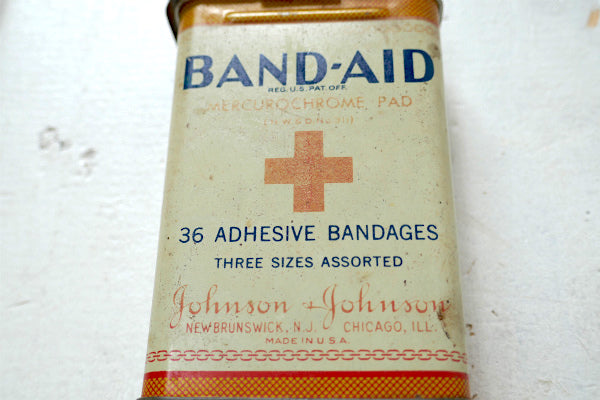 BAND-AID
REG. U.S. PAT. OFF.
MERCUROCHROME PAD
36 ADHESIVE BANDAGES
THREE SIZES ASSORTED
Johnson & Johnson
NEW BRUNSWICK, N.J. CHICAGO, ILL.
MADE IN U.S.A.